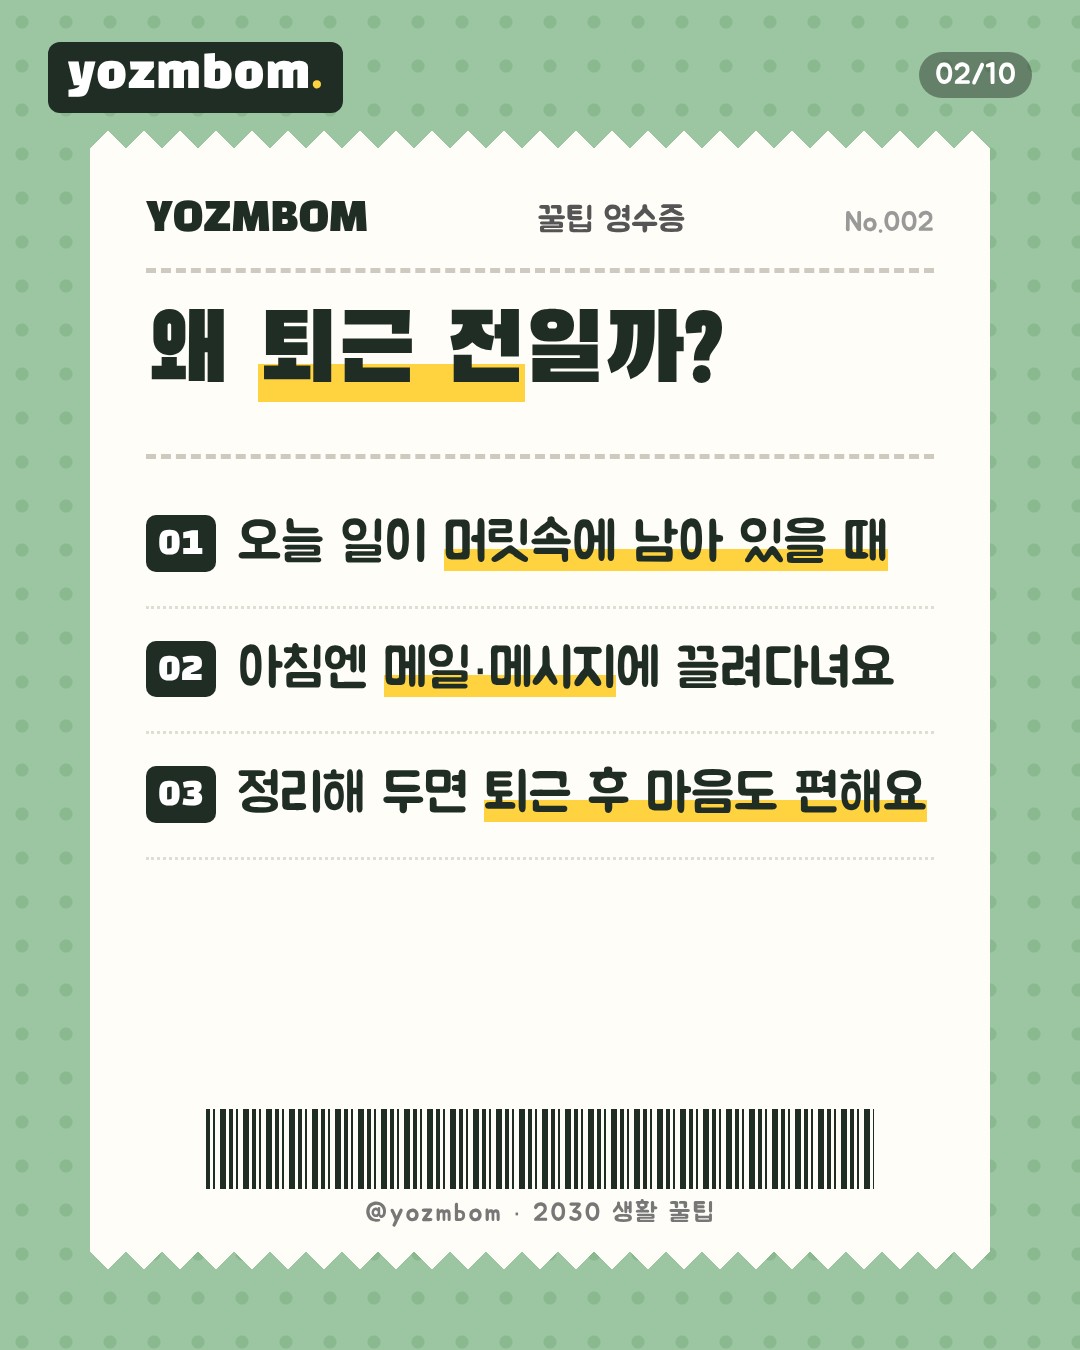 yozmbom.
02/10
YOZMBOM 꿀팁 영수증 No.002
왜 퇴근 전일까?
01 오늘 일이 머릿속에 남아 있을 때
02 아침엔 메일·메시지에 끌려다녀요
03 정리해 두면 퇴근 후 마음도 편해요
@yozmbom · 2030 생활 꿀팁